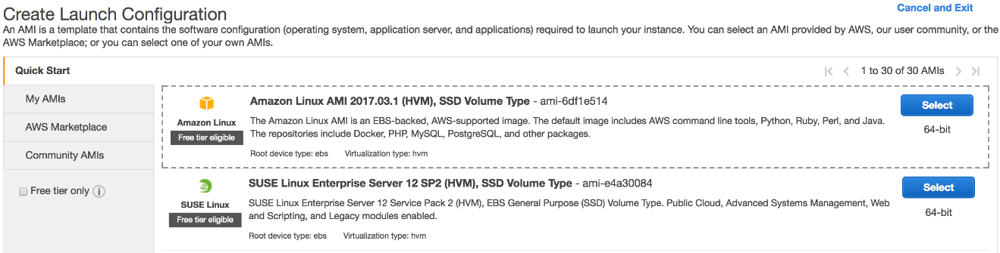 Create Launch Configuration
Cancel and Exit
An AMI is a template that contains the software configuration (operating system, application server, and applications) required to launch your instance. You can select an AMI provided by AWS, our user community, or the
AWS Marketplace; or you can select one of your own AMIs.
Quick Start
1 to 30 of 30 AMIs
My AMIs
AWS Marketplace
Community AMIs
Free tier only
Amazon Linux
Free tier eligible
Amazon Linux AMI 2017.03.1 (HVM), SSD Volume Type - ami-6df1e514
The Amazon Linux AMI is an EBS-backed, AWS-supported image. The default image includes AWS command line tools, Python, Ruby, Perl, and Java.
The repositories include Docker, PHP, MySQL, PostgreSQL, and other packages.
Root device type: ebs Virtualization type: hvm
Select
64-bit
SUSE Linux
Free tier eligible
SUSE Linux Enterprise Server 12 SP2 (HVM), SSD Volume Type - ami-e4a30084
SUSE Linux Enterprise Server 12 Service Pack 2 (HVM), EBS General Purpose (SSD) Volume Type. Public Cloud, Advanced Systems Management, Web
and Scripting, and Legacy modules enabled.
Root device type: ebs Virtualization type: hvm
Select
64-bit